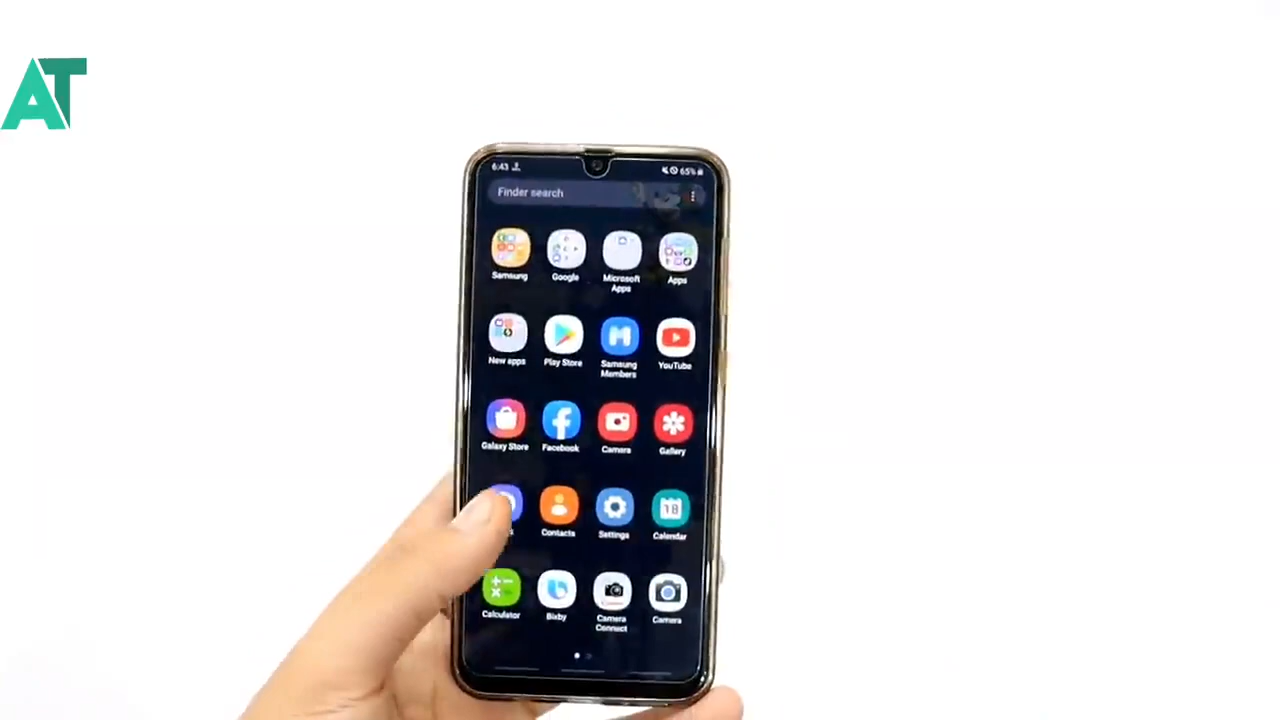 AT
6:43
65%
Finder search
Samsung
Google
Microsoft
Apps
Apps
New apps
Play Store
Samsung
Members
YouTube
Galaxy Store
Facebook
Camera
Gallery
18
Contacts
Settings
Calendar
Calculator
Bixby
Camera
Connect
Camera